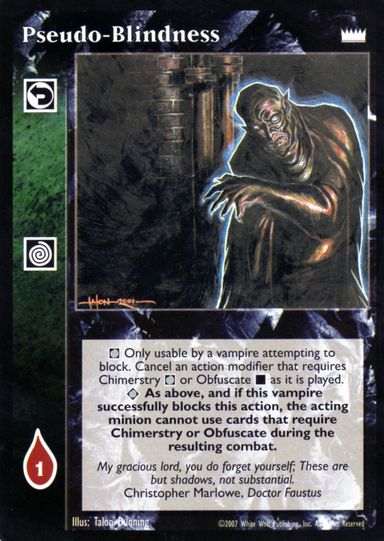 Pseudo-Blindness
TALON-2001-
Only usable by a vampire attempting to
block. Cancel an action modifier that requires
Chimerstry or Obfuscate as it is played.
As above, and if this vampire
successfully blocks this action, the acting
minion cannot use cards that require
Chimerstry or Obfuscate during the
resulting combat.
My gracious lord, you do forget yourself; These are
but shadows, not substantial.
Christopher Marlowe, Doctor Faustus
1
Illus: Talon Dunning
©2007 White Wolf Publishing, Inc. All Rights Reserved